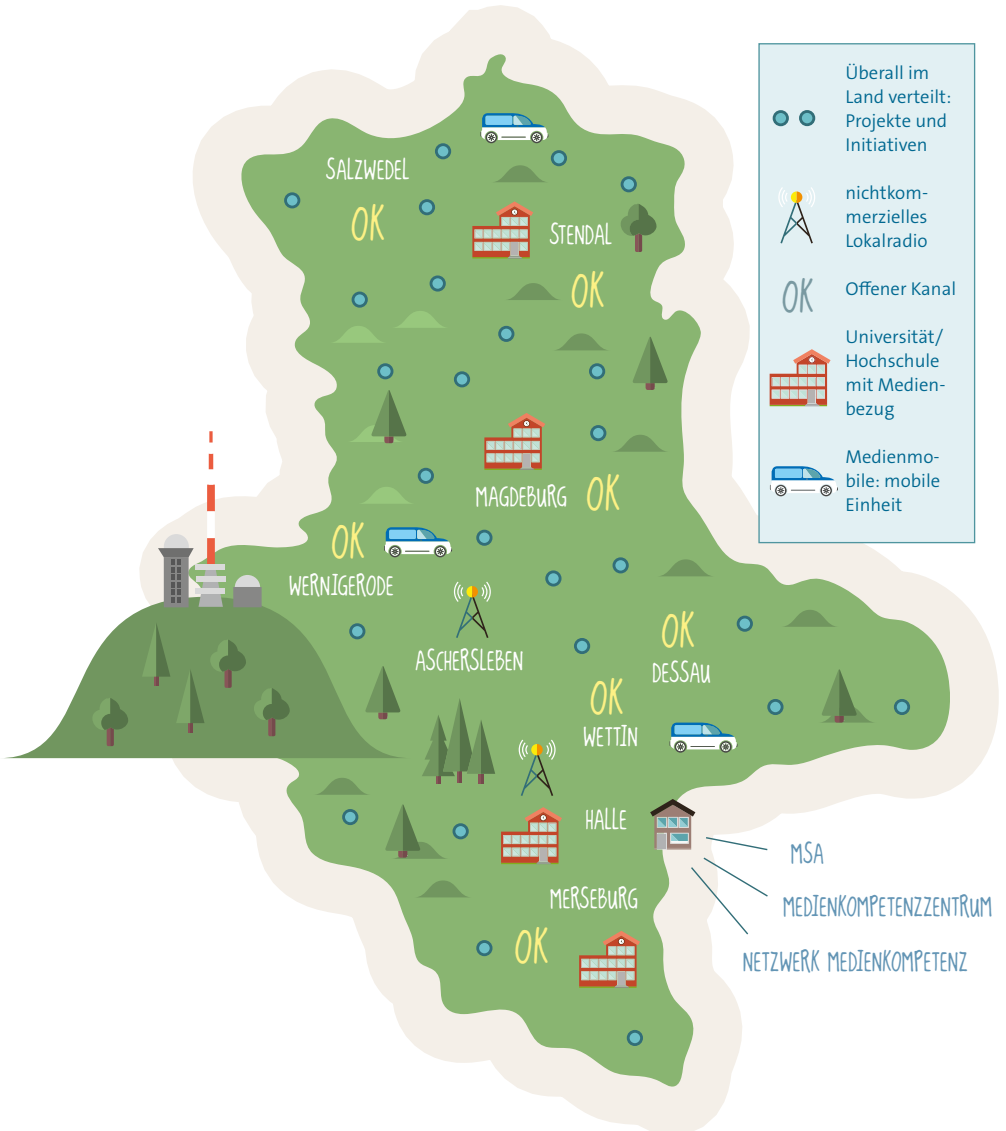 SALZWEDEL
OK
STENDAL
OK
MAGDEBURG
OK
OK
WERNIGERODE
ASCHERSLEBEN
OK
DESSAU
OK
WETTIN
HALLE
MERSEBURG
OK
MSA
MEDIENKOMPETENZZENTRUM
NETZWERK MEDIENKOMPETENZ
Überall im
Land verteilt:
Projekte und
Initiativen
nichtkom-
merzielles
Lokalradio
OK
Offener Kanal
Universität/
Hochschule
mit Medien-
bezug
Medienmo-
bile: mobile
Einheit